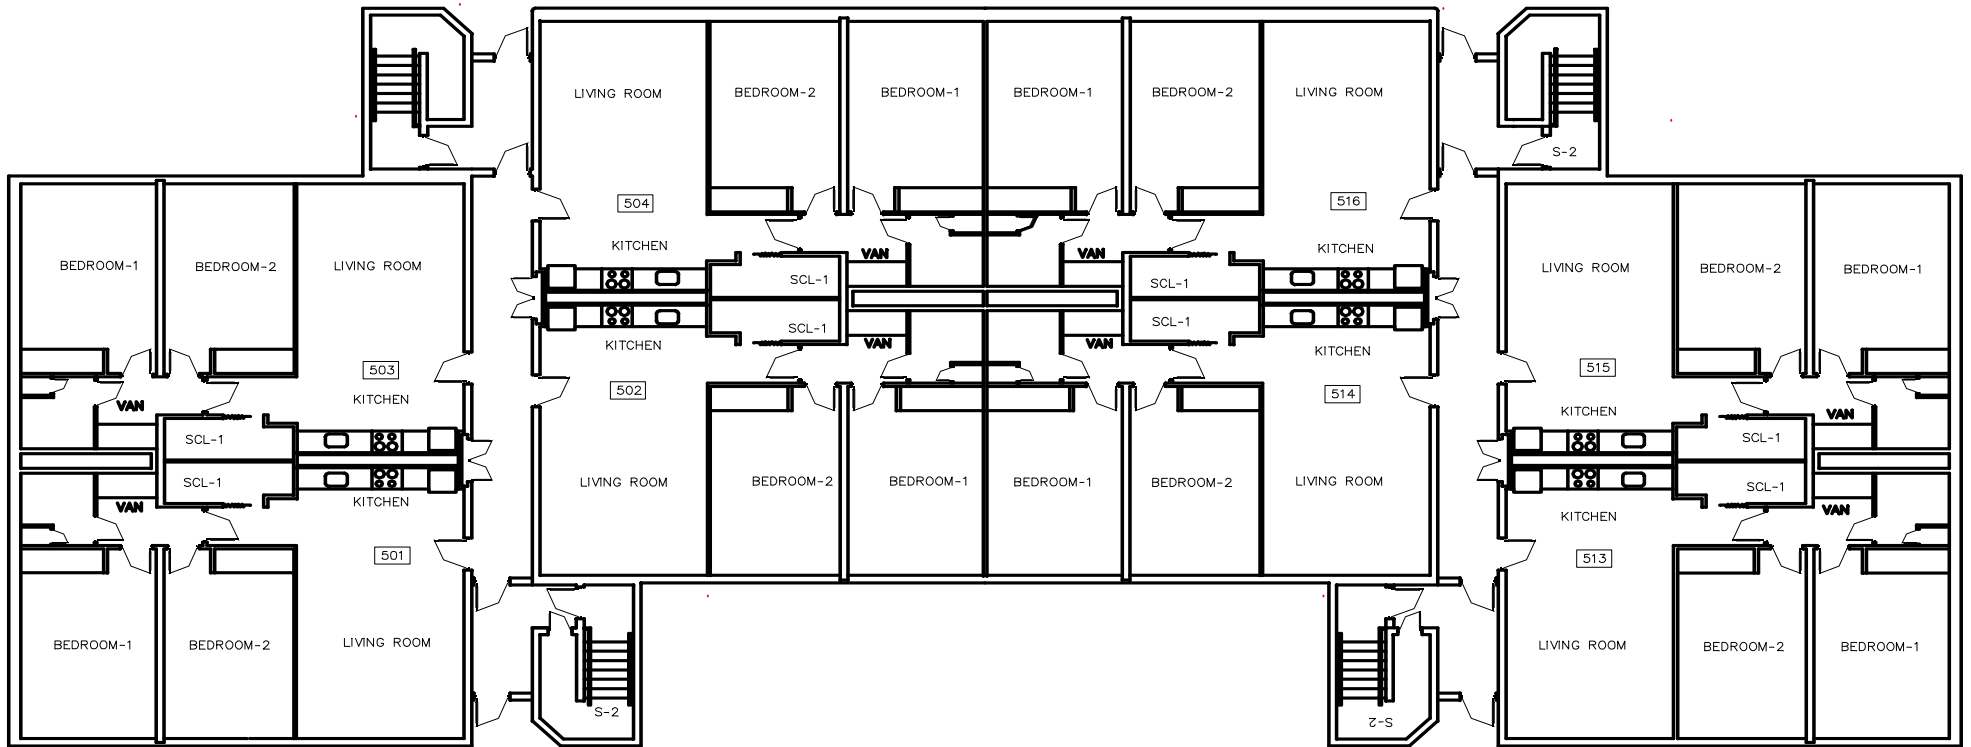 LIVING ROOM
BEDROOM-2
BEDROOM-1
BEDROOM-1
BEDROOM-2
LIVING ROOM
S-2
504
516
KITCHEN
VAN
VAN
KITCHEN
BEDROOM-1
BEDROOM-2
LIVING ROOM
SCL-1
SCL-1
LIVING ROOM
BEDROOM-2
BEDROOM-1
SCL-1
SCL-1
KITCHEN
VAN
VAN
KITCHEN
503
502
514
515
KITCHEN
VAN
KITCHEN
VAN
SCL-1
SCL-1
SCL-1
SCL-1
LIVING ROOM
BEDROOM-2
BEDROOM-1
BEDROOM-1
BEDROOM-2
LIVING ROOM
VAN
KITCHEN
KITCHEN
VAN
501
513
BEDROOM-1
BEDROOM-2
LIVING ROOM
LIVING ROOM
BEDROOM-2
BEDROOM-1
S-2
S-2